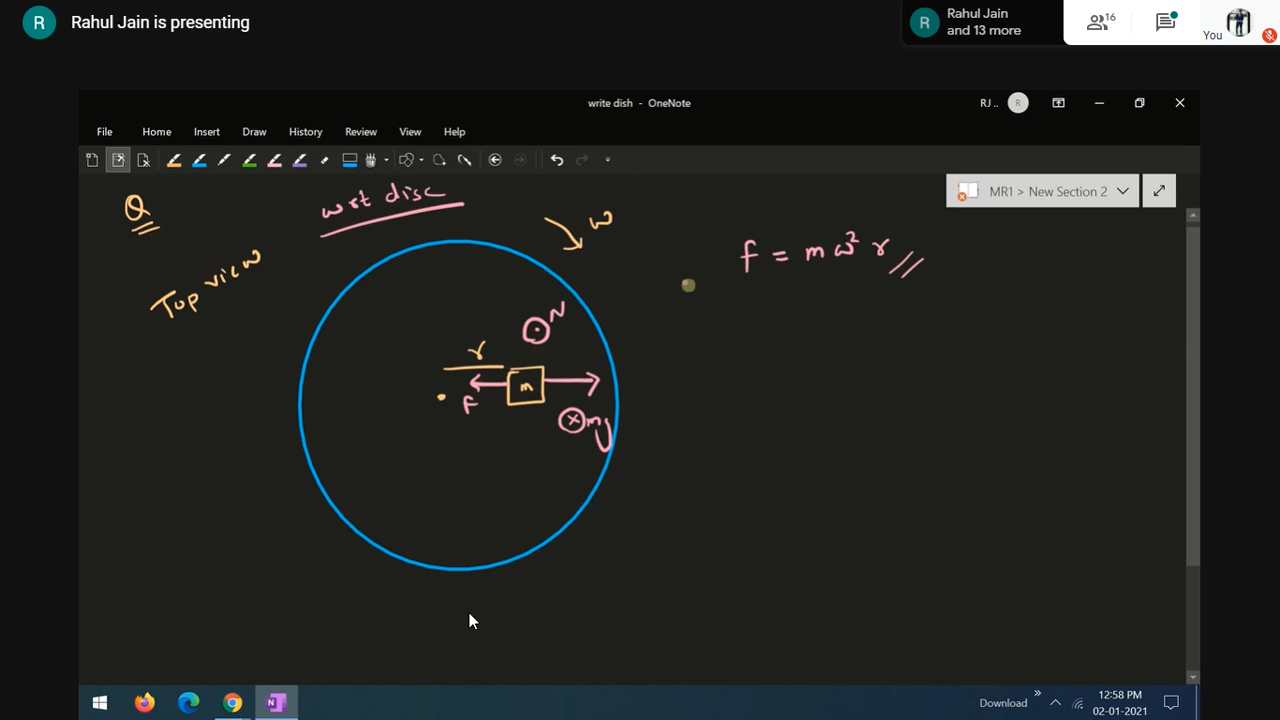 R Rahul Jain is presenting
R Rahul Jain and 13 more
16
You
write dish - OneNote
RJ .. R
File Home Insert Draw History Review View Help
MR1 > New Section 2
Q
wrt disc
ω
Top view
f = mω² r //
N
r
m
f
mg
Download »
12:58 PM
02-01-2021
N